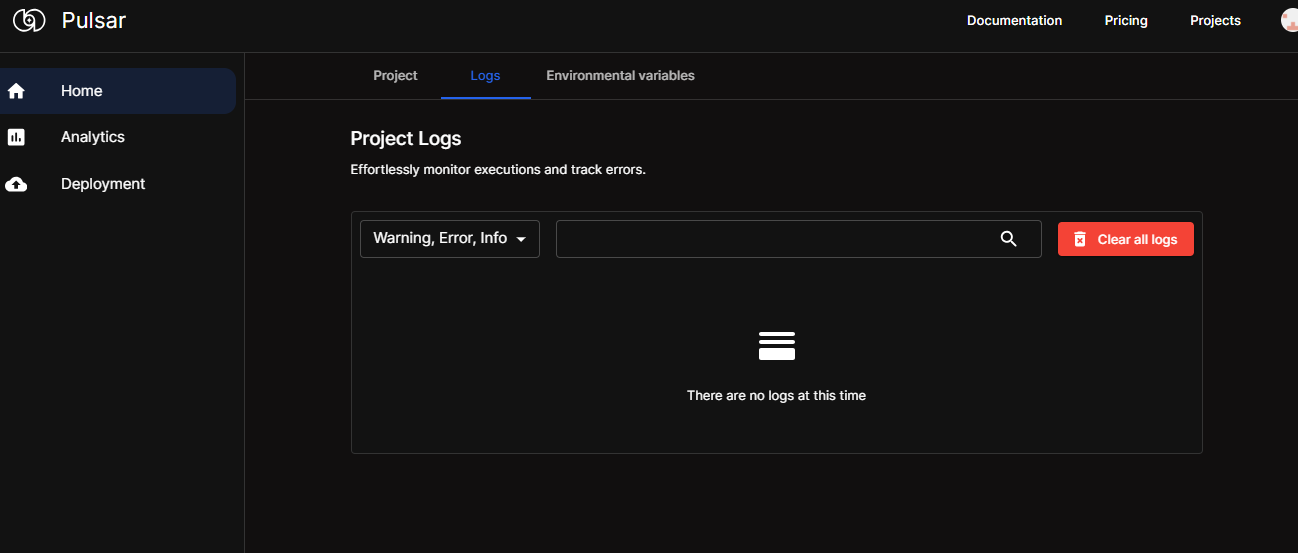 Pulsar
Documentation
Pricing
Projects
Home
Analytics
Deployment
Project
Logs
Environmental variables
Project Logs
Effortlessly monitor executions and track errors.
Warning, Error, Info
Clear all logs
There are no logs at this time